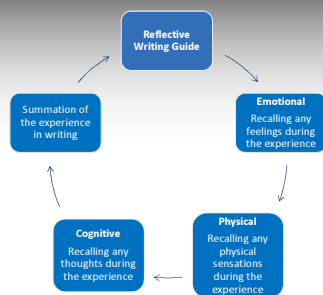 Reflective
Writing Guide
Emotional
Recalling any
feelings during
the experience
Physical
Recalling any
physical
sensations
during the
experience
Cognitive
Recalling any
thoughts during
the experience
Summation of
the experience
in writing